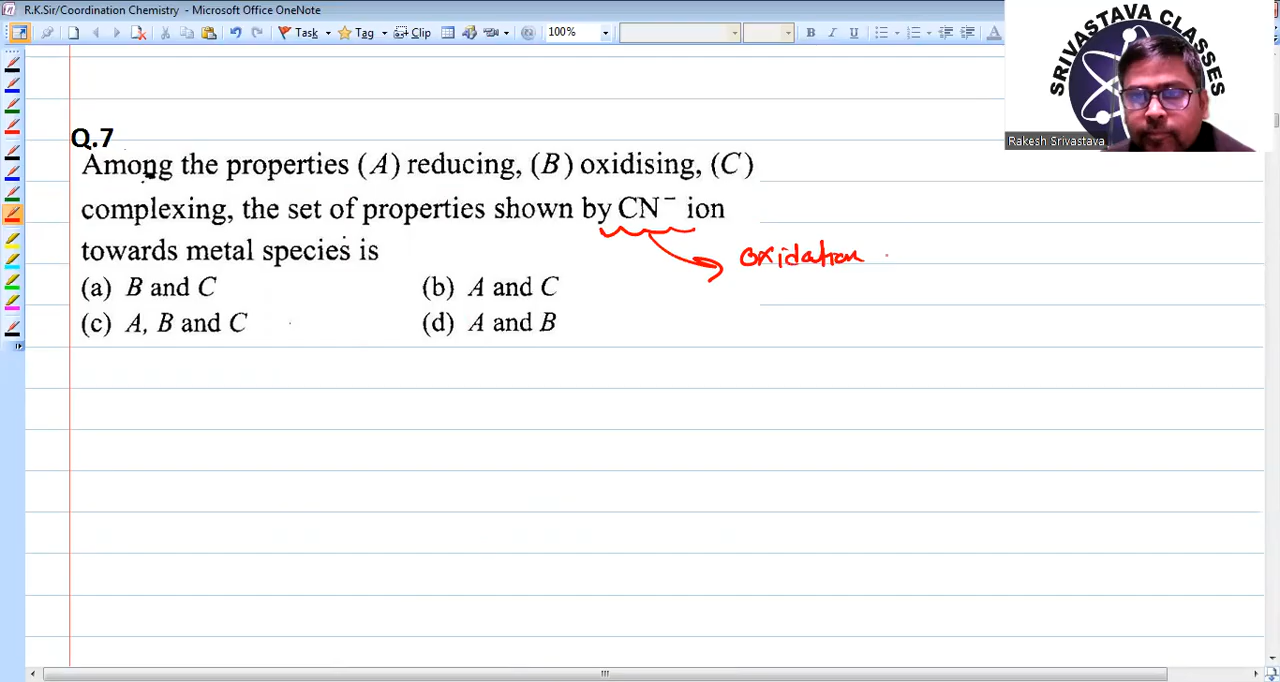 R.K.Sir/Coordination Chemistry - Microsoft Office OneNote
Task Tag Clip 100% B I U A
SRIVASTAVA CLASSES
Rakesh Srivastava
Q.7
Among the properties (A) reducing, (B) oxidising, (C)
complexing, the set of properties shown by CN⁻ ion
towards metal species is
oxidation
(a) B and C (b) A and C
(c) A, B and C (d) A and B